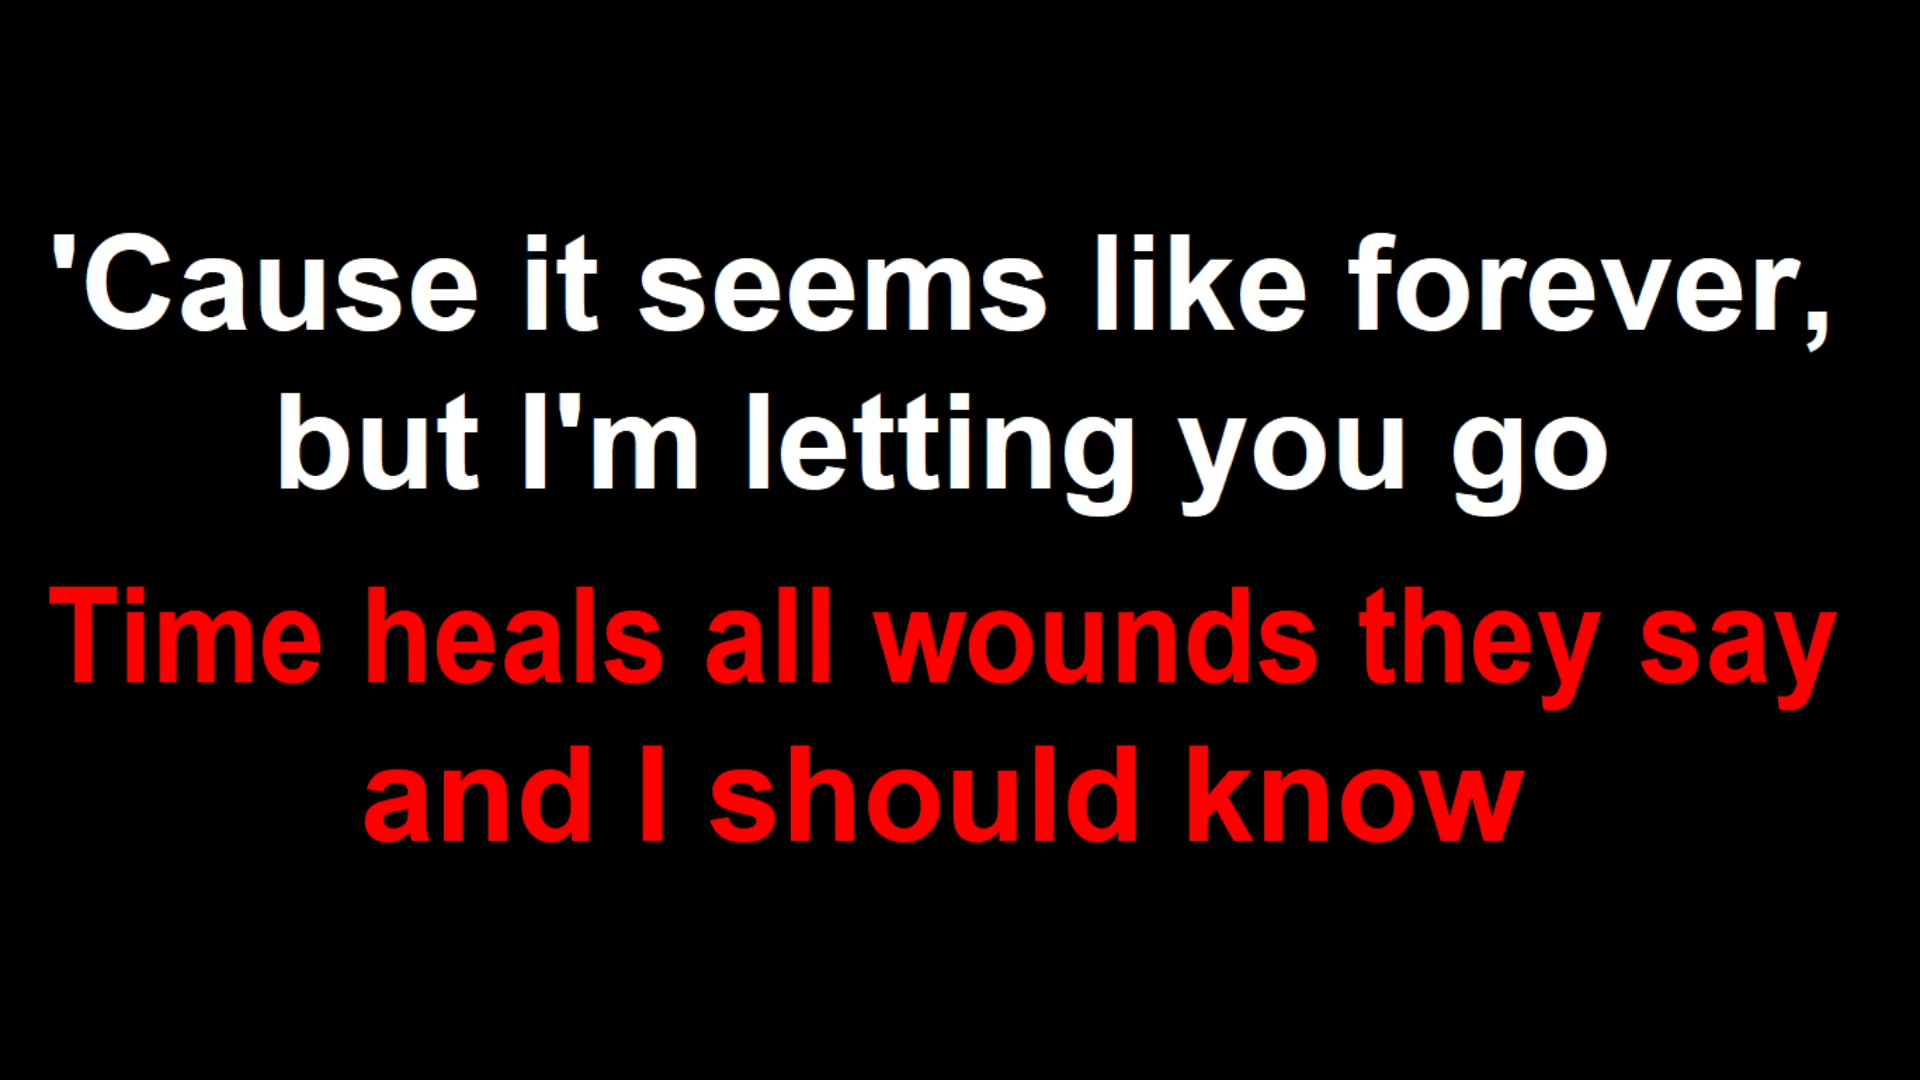 'Cause it seems like forever,
but I'm letting you go
Time heals all wounds they say
and I should know